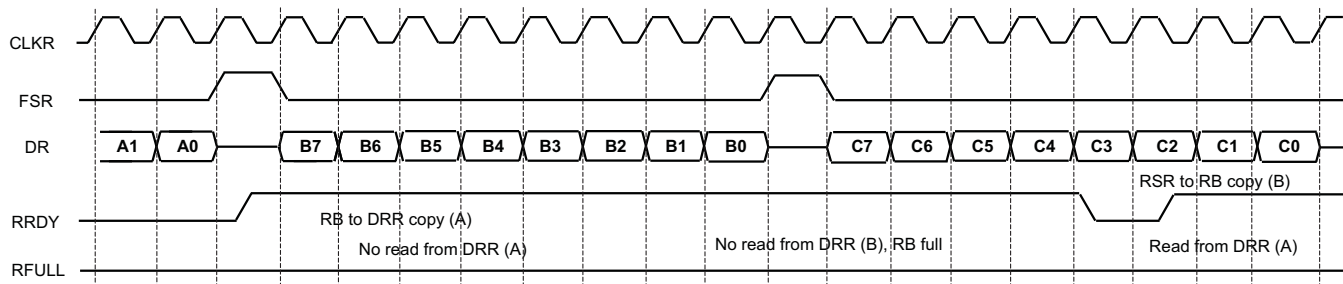 CLKR
FSR
DR A1 A0 B7 B6 B5 B4 B3 B2 B1 B0 C7 C6 C5 C4 C3 C2 C1 C0
RSR to RB copy (B)
RRDY RB to DRR copy (A)
No read from DRR (A) No read from DRR (B), RB full Read from DRR (A)
RFULL